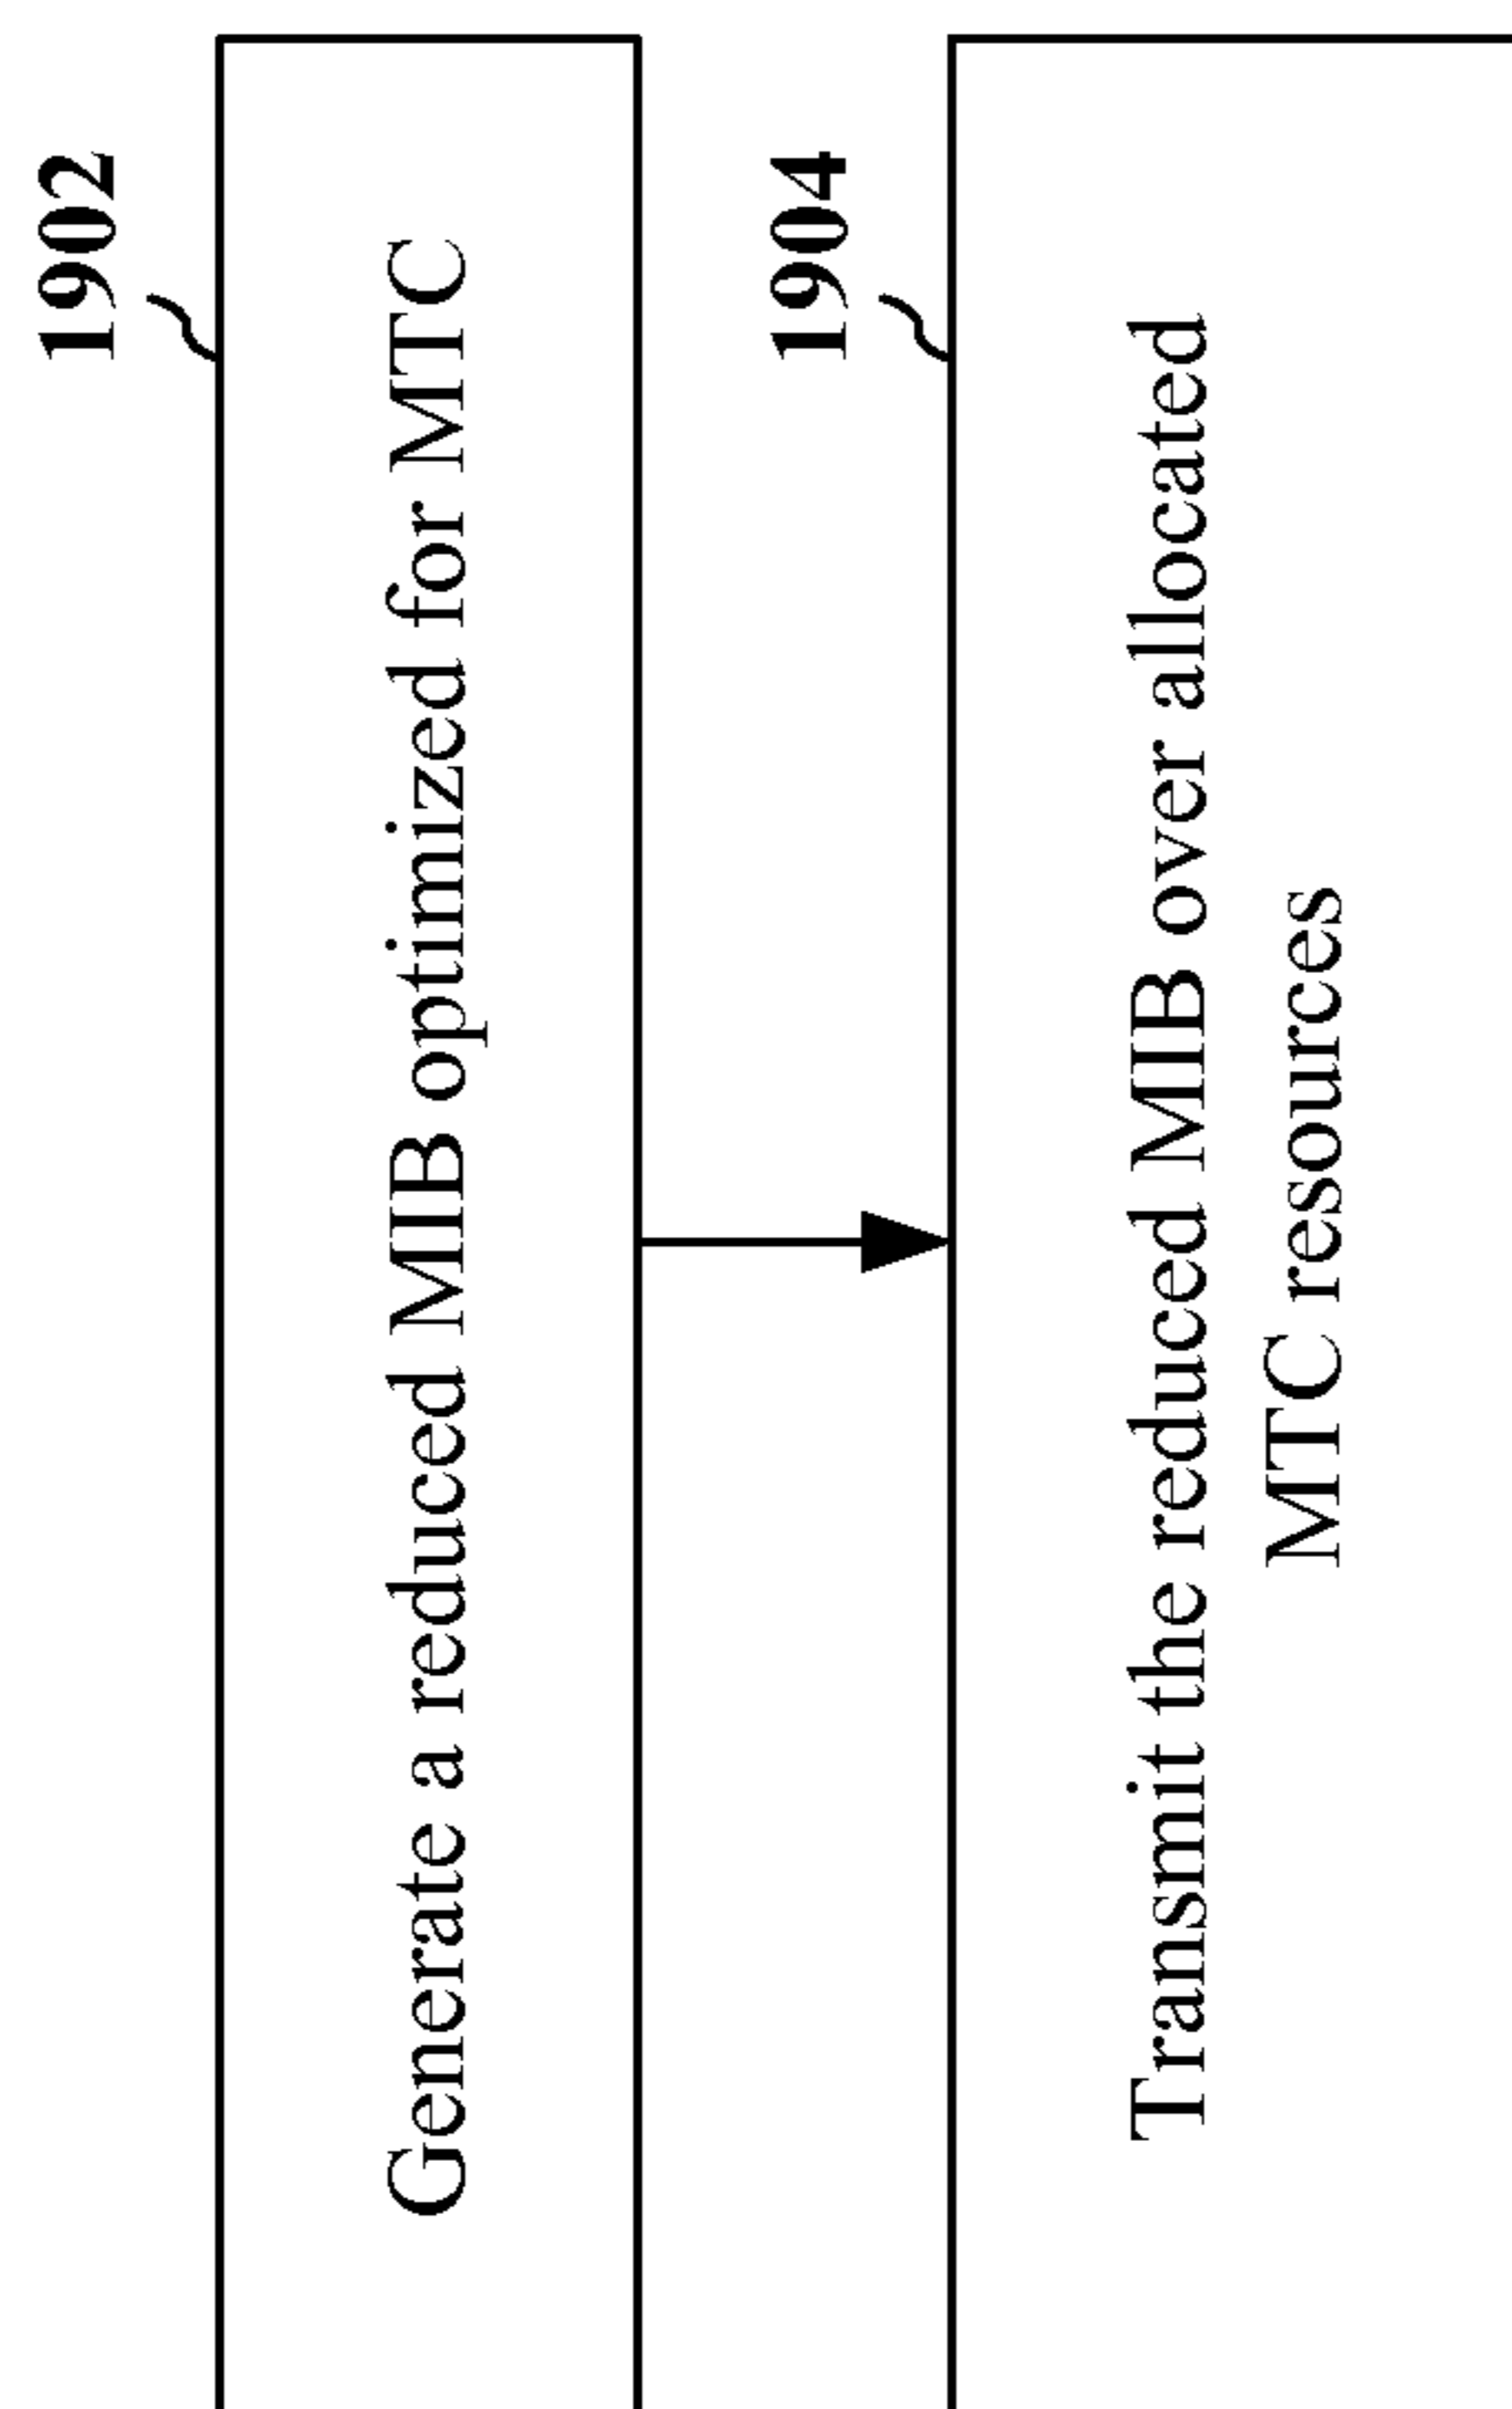 1902
Generate a reduced MIB optimized for MTC
1904
Transmit the reduced MIB over allocated
MTC resources